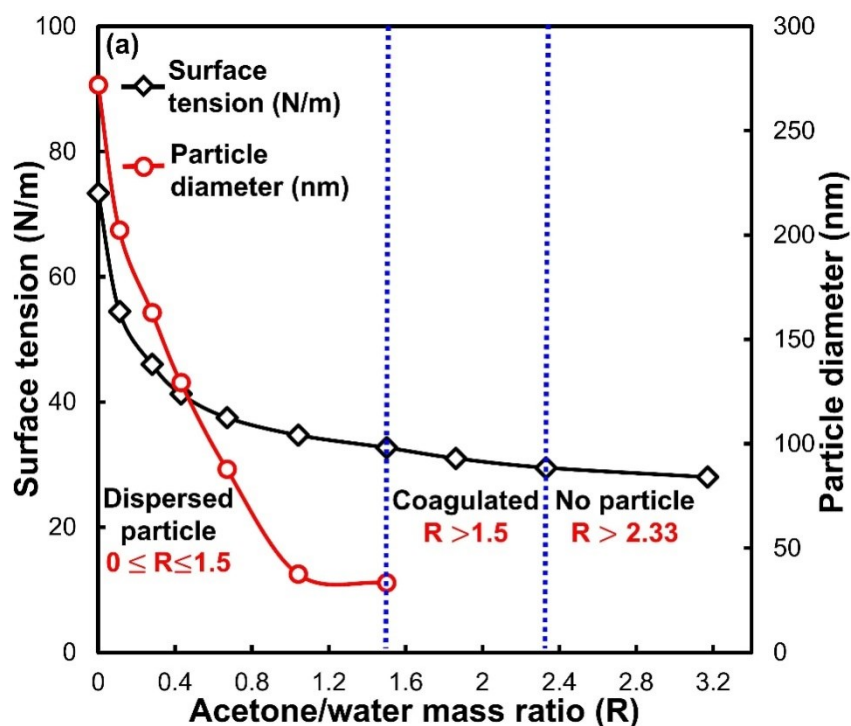 (a)
Surface
tension (N/m)
Particle
diameter (nm)
Surface tension (N/m)
100
80
60
40
20
0
Particle diameter (nm)
300
250
200
150
100
50
0
Dispersed
particle
0 ≤ R≤1.5
Coagulated
R >1.5
No particle
R > 2.33
0 0.4 0.8 1.2 1.6 2 2.4 2.8 3.2
Acetone/water mass ratio (R)